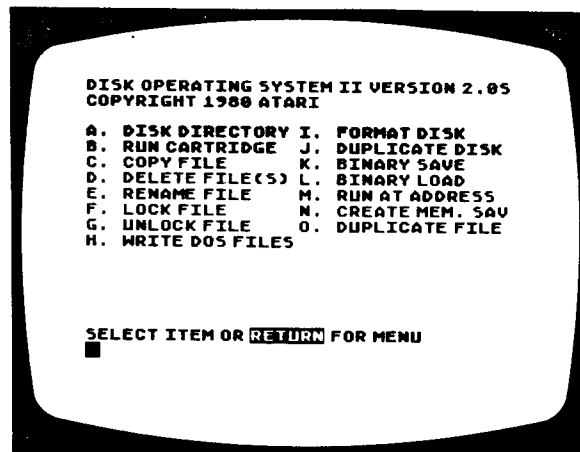 DISK OPERATING SYSTEM II VERSION 2.0S
COPYRIGHT 1980 ATARI
A. DISK DIRECTORY I. FORMAT DISK
B. RUN CARTRIDGE J. DUPLICATE DISK
C. COPY FILE K. BINARY SAVE
D. DELETE FILE(S) L. BINARY LOAD
E. RENAME FILE M. RUN AT ADDRESS
F. LOCK FILE N. CREATE MEM. SAV
G. UNLOCK FILE O. DUPLICATE FILE
H. WRITE DOS FILES
SELECT ITEM OR RETURN FOR MENU